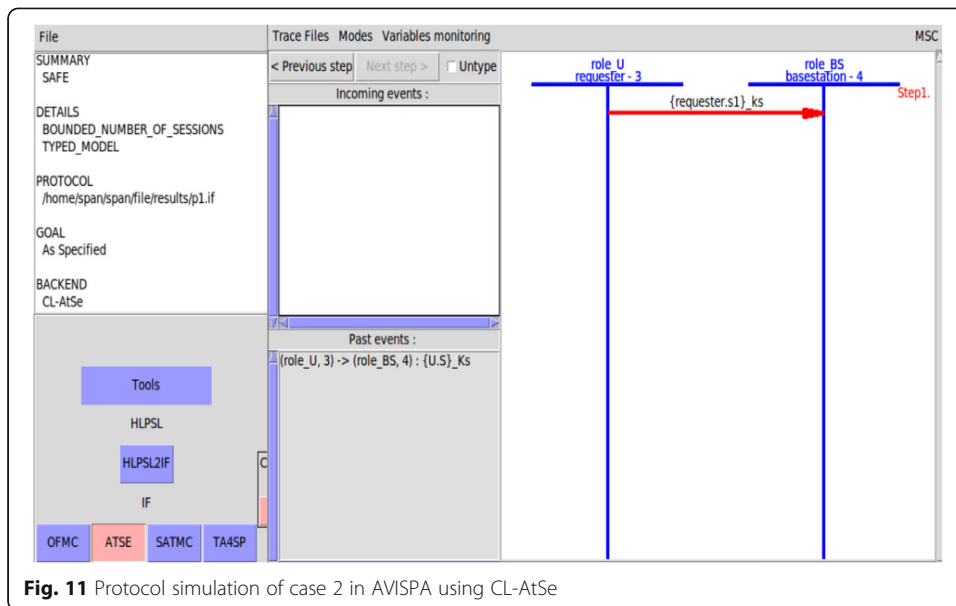 File
SUMMARY
SAFE
DETAILS
BOUNDED_NUMBER_OF_SESSIONS
TYPED_MODEL
PROTOCOL
/home/span/span/file/results/p1.if
GOAL
As Specified
BACKEND
CL-AtSe
Tools
HLPSL
HLPSL2IF
IF
OFMC ATSE SATMC TA4SP
C
Trace Files Modes Variables monitoring
MSC
< Previous step Next step > Untype
Incoming events :
Past events :
(role_U, 3) -> (role_BS, 4) : {U.S}_Ks
role_U
requester - 3
role_BS
basestation - 4
Step1.
{requester.s1}_ks
Fig. 11 Protocol simulation of case 2 in AVISPA using CL-AtSe